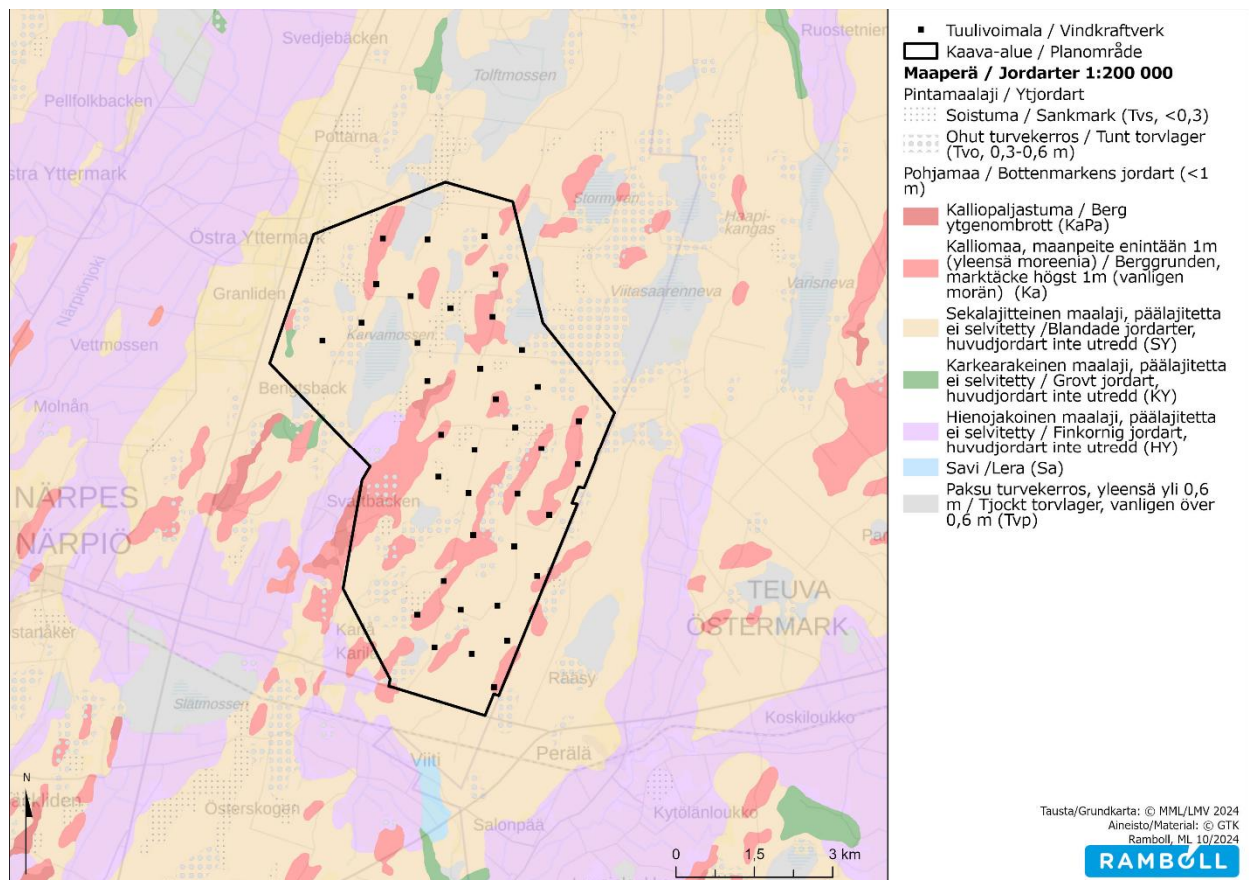 Svedjebäcken
Ruostetnier
Tolftmossen
Pellfolkbacken
Pottarna
stra Yttermark
Stormyran
Haapi-
kangas
Östra Yttermark
Närpiönjoki
Granliden
Viitasaarenneva
Varisneva
Karvamossen
Vettmossen
Bengtsback
Molnån
NÄRPES
NÄRPIÖ
Svartbäcken
Pa
TEUVA
ÖSTERMARK
stanåker
Rääsy
Slätmossen
Koskiloukko
Viiti
Perälä
Österskogen
Kytölänloukko
Salonpää
N
0 1,5 3 km
Tuulivoimala / Vindkraftverk
Kaava-alue / Planområde
Maaperä / Jordarter 1:200 000
Pintamaalaji / Ytjordart
Soistuma / Sankmark (Tvs, <0,3)
Ohut turvekerros / Tunt torvlager
(Tvo, 0,3-0,6 m)
Pohjamaa / Bottenmarkens jordart (<1
m)
Kalliopaljastuma / Berg
ytgenombrott (KaPa)
Kalliomaa, maanpeite enintään 1m
(yleensä moreenia) / Berggrunden,
marktäcke högst 1m (vanligen
morän) (Ka)
Sekalajitteinen maalaji, päälajitetta
ei selvitetty /Blandade jordarter,
huvudjordart inte utredd (SY)
Karkearakeinen maalaji, päälajitetta
ei selvitetty / Grovt jordart,
huvudjordart inte utredd (KY)
Hienojakoinen maalaji, päälajitetta
ei selvitetty / Finkornig jordart,
huvudjordart inte utredd (HY)
Savi /Lera (Sa)
Paksu turvekerros, yleensä yli 0,6
m / Tjockt torvlager, vanligen över
0,6 m (Tvp)
Tausta/Grundkarta: © MML/LMV 2024
Aineisto/Material: © GTK
Ramboll, ML 10/2024
RAMBOLL